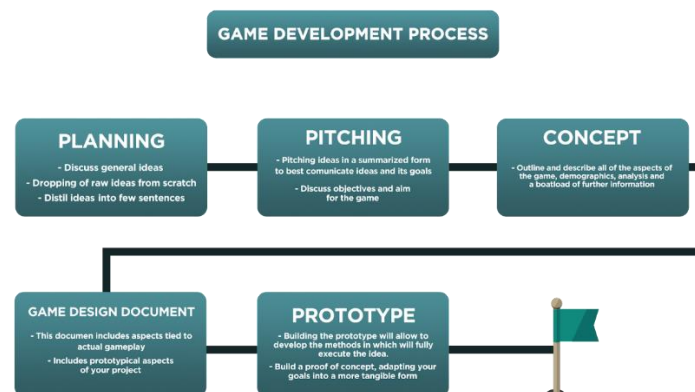 GAME DEVELOPMENT PROCESS
PLANNING
- Discuss general ideas
- Dropping of raw ideas from scratch
- Distil ideas into few sentences
PITCHING
- Pitching ideas in a summarized form
to best comunicate ideas and its goals
- Discuss objectives and aim
for the game
CONCEPT
- Outline and describe all of the aspects of
the game, demographics, analysis and
a boatload of further information
GAME DESIGN DOCUMENT
- This documen includes aspects tied to
actual gameplay
- Includes prototypical aspects
of your project
PROTOTYPE
- Building the prototype will allow to
develop the methods in which will fully
execute the idea.
- Build a proof of concept, adapting your
goals into a more tangible form